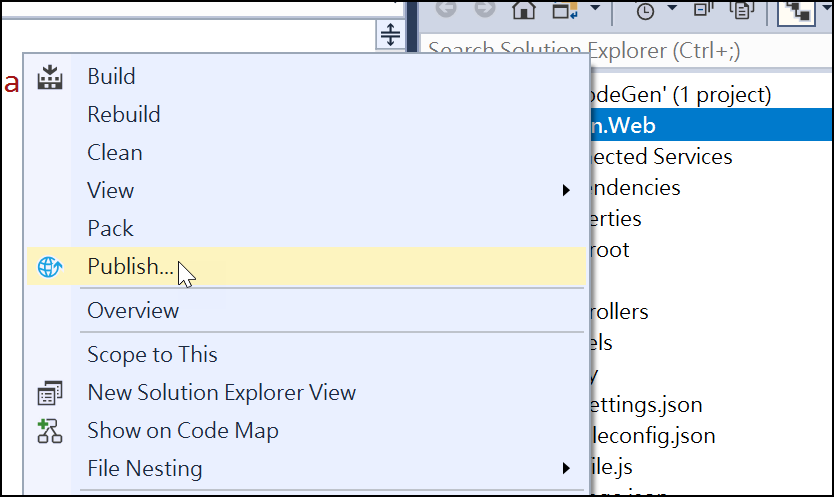 Search Solution Explorer (Ctrl+;)
a
Build
Rebuild
Clean
View
Pack
Publish...
Overview
Scope to This
New Solution Explorer View
Show on Code Map
File Nesting
odeGen' (1 project)
n.Web
ected Services
endencies
erties
root
rollers
els
y
ettings.json
leconfig.json
file.js